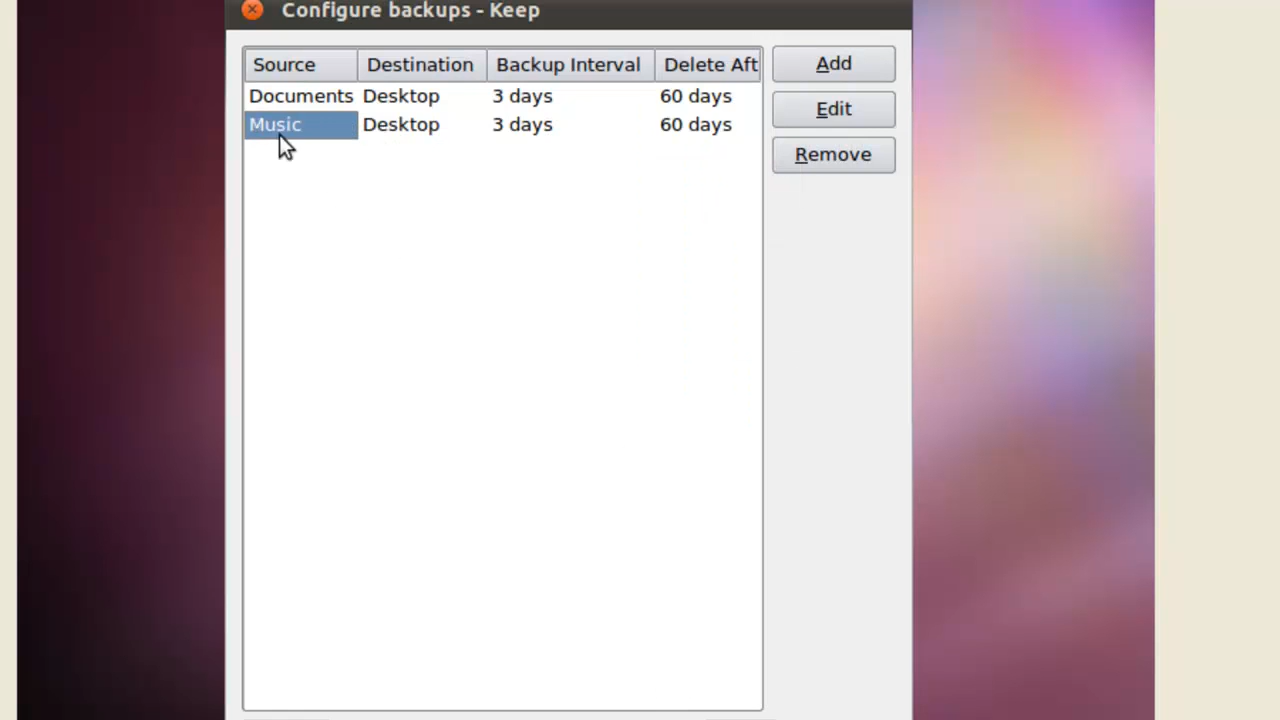 Configure backups - Keep
Source Destination Backup Interval Delete Aft
Documents Desktop 3 days 60 days
Music Desktop 3 days 60 days
Add
Edit
Remove